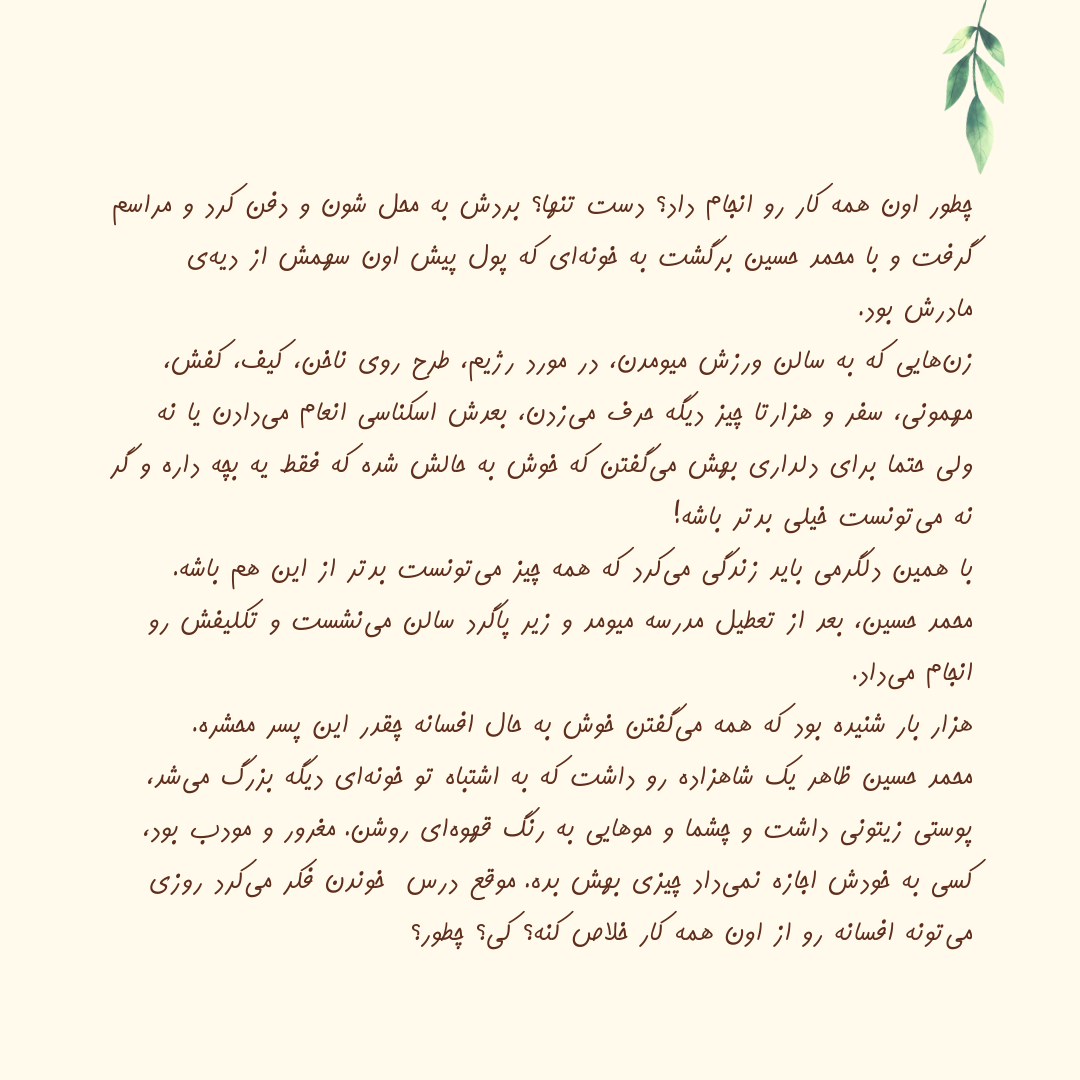 چطور اون همه کار رو انجام داد؟ دست تنها؟ بردش به محل شون و دفن کرد و مراسم
گرفت و با محمد حسین برگشت به خونه‌ای که پول پیش اون سهمش از دیه‌ی
مادرش بود.
زن‌هایی که به سالن ورزش میومدن، در مورد رژیم، طرح روی ناخن، کیف، کفش،
مهمونی، سفر و هزارتا چیز دیگه حرف می‌زدن، بعدش اسکناسی انعام می‌دادن یا نه
ولی حتما برای دلداری بهش می‌گفتن که خوش به حالش شده که فقط یه بچه داره و گر
نه می‌تونست خیلی بدتر باشه!
با همین دلگرمی باید زندگی می‌کرد که همه چیز می‌تونست بدتر از این هم باشه.
محمد حسین، بعد از تعطیل مدرسه میومد و زیر پاگرد سالن می‌نشست و تکلیفش رو
انجام می‌داد.
هزار بار شنیده بود که همه می‌گفتن خوش به حال افسانه چقدر این پسر محشره.
محمد حسین ظاهر یک شاهزاده رو داشت که به اشتباه تو خونه‌ای دیگه بزرگ می‌شد،
پوستی زیتونی داشت و چشما و موهایی به رنگ قهوه‌ای روشن. مغرور و مودب بود،
کسی به خودش اجازه نمی‌داد چیزی بهش بده. موقع درس خوندن فکر می‌کرد روزی
می‌تونه افسانه رو از اون همه کار خلاص کنه؟ کی؟ چطور؟